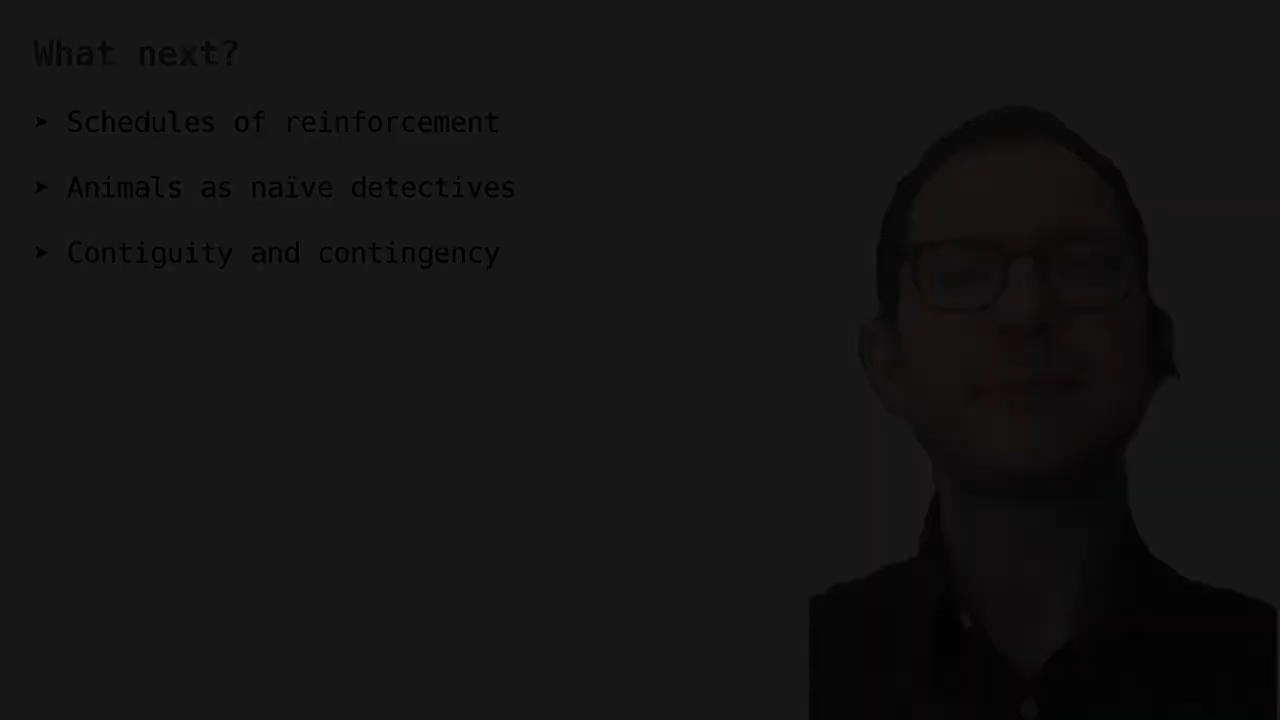 What next?
➤ Schedules of reinforcement
➤ Animals as naïve detectives
➤ Contiguity and contingency